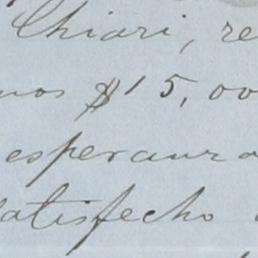 Chiari, re
nos $15,00
esperanza
satisfecho